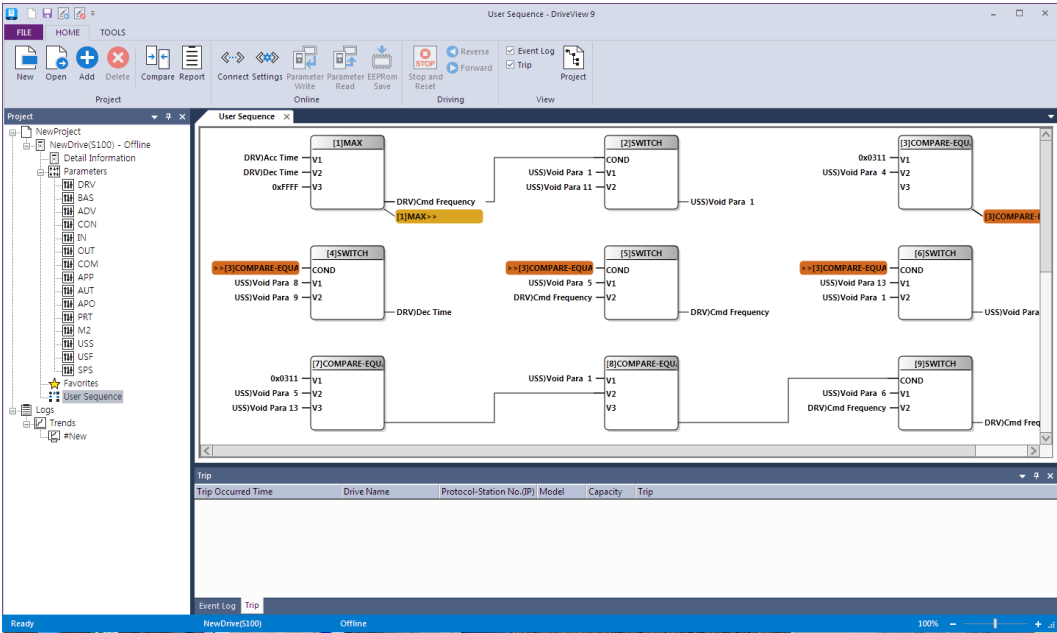 User Sequence - DriveView 9
FILE HOME TOOLS
New Open Add Delete Compare Report Connect Settings Parameter Write Parameter Read EEPRom Save Stop and Reset Reverse Forward Event Log Trip Project
STOP
Project Online Driving View
Project
User Sequence
NewProject
NewDrive(S100) - Offline
Detail Information
Parameters
DRV
BAS
ADV
CON
IN
OUT
COM
APP
AUT
APO
PRT
M2
USS
USF
SPS
Favorites
User Sequence
Logs
Trends
#New
[1]MAX
DRV)Acc Time V1
DRV)Dec Time V2
0xFFFF V3
DRV)Cmd Frequency
[1]MAX>>
[2]SWITCH
COND
USS)Void Para 1 V1
USS)Void Para 11 V2
USS)Void Para 1
[3]COMPARE-EQU
0x0311 V1
USS)Void Para 4 V2
V3
[3]COMPARE-E
[4]SWITCH
>>[3]COMPARE-EQUA COND
USS)Void Para 8 V1
USS)Void Para 9 V2
DRV)Dec Time
[5]SWITCH
>>[3]COMPARE-EQUA COND
USS)Void Para 5 V1
DRV)Cmd Frequency V2
DRV)Cmd Frequency
[6]SWITCH
>>[3]COMPARE-EQUA COND
USS)Void Para 13 V1
USS)Void Para 1 V2
USS)Void Para
[7]COMPARE-EQU
0x0311 V1
USS)Void Para 5 V2
USS)Void Para 13 V3
[8]COMPARE-EQU
USS)Void Para 1 V1
V2
V3
[9]SWITCH
COND
USS)Void Para 6 V1
DRV)Cmd Frequency V2
DRV)Cmd Freq
Trip
Trip Occurred Time Drive Name Protocol-Station No.(IP) Model Capacity Trip
Event Log Trip
Ready NewDrive(S100) Offline 100%